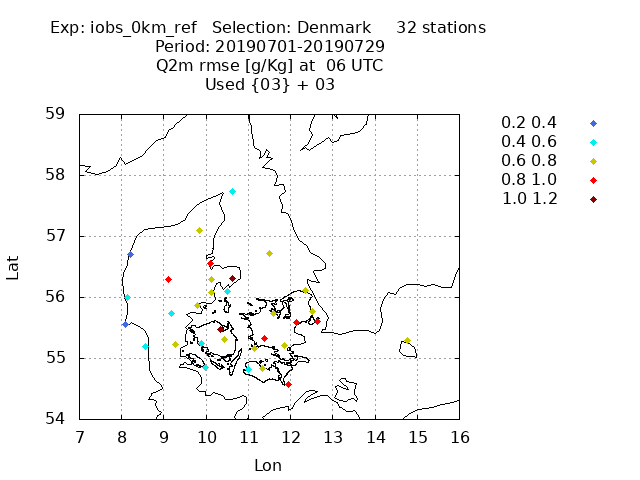 Exp: iobs_0km_ref   Selection: Denmark     32 stations
Period: 20190701-20190729
Q2m rmse [g/Kg] at  06 UTC
Used {03} + 03
0.2 0.4
0.4 0.6
0.6 0.8
0.8 1.0
1.0 1.2
59
58
57
56
55
54
Lat
7 8 9 10 11 12 13 14 15 16
Lon